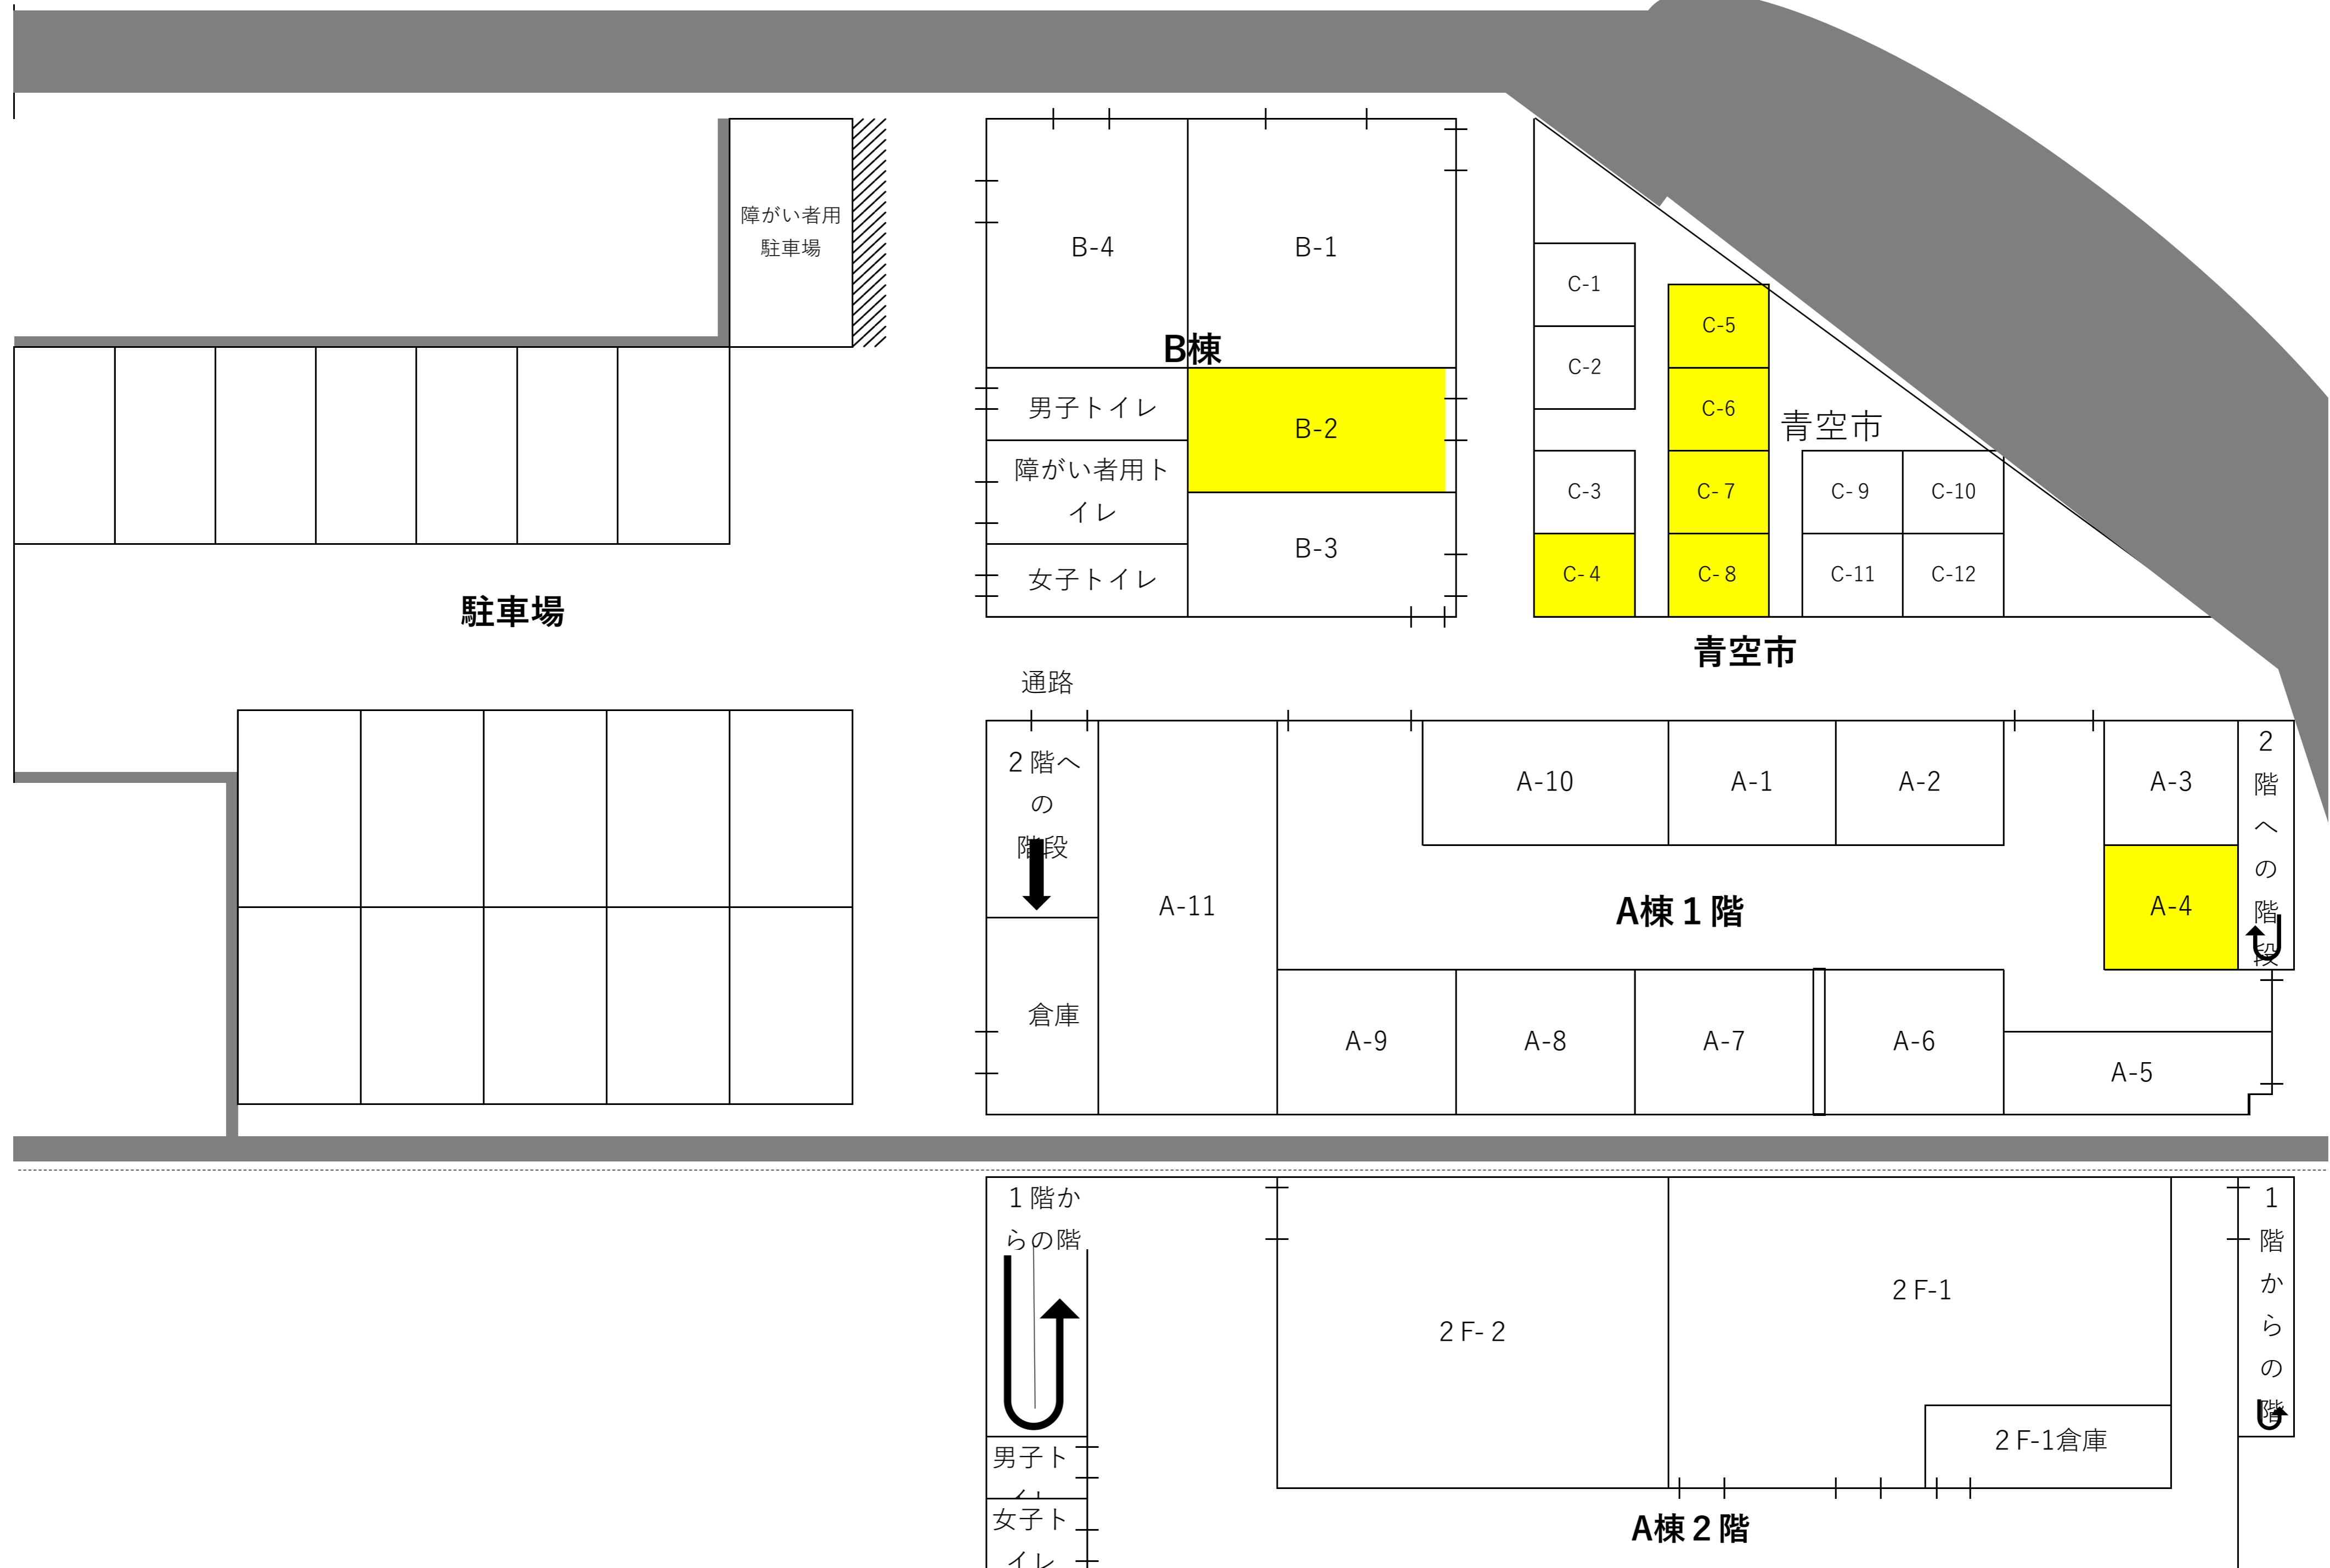 障がい者用
駐車場
B-4
B-1
B棟
男子トイレ
B-2
障がい者用ト
イレ
B-3
女子トイレ
C-1
C-2
C-3
C-４
C-5
C-6
C-７
C-８
青空市
C-９
C-10
C-11
C-12
駐車場
青空市
通路
２階へ
の
階段
倉庫
A-11
A-10
A-1
A-2
A-3
A-4
２
階
へ
の
階
段
A棟１階
A-9
A-8
A-7
A-6
A-5
１階か
らの階
男子ト
女子ト
イレ
２F-２
２F-1
２F-1倉庫
１
階
か
ら
の
階
A棟２階